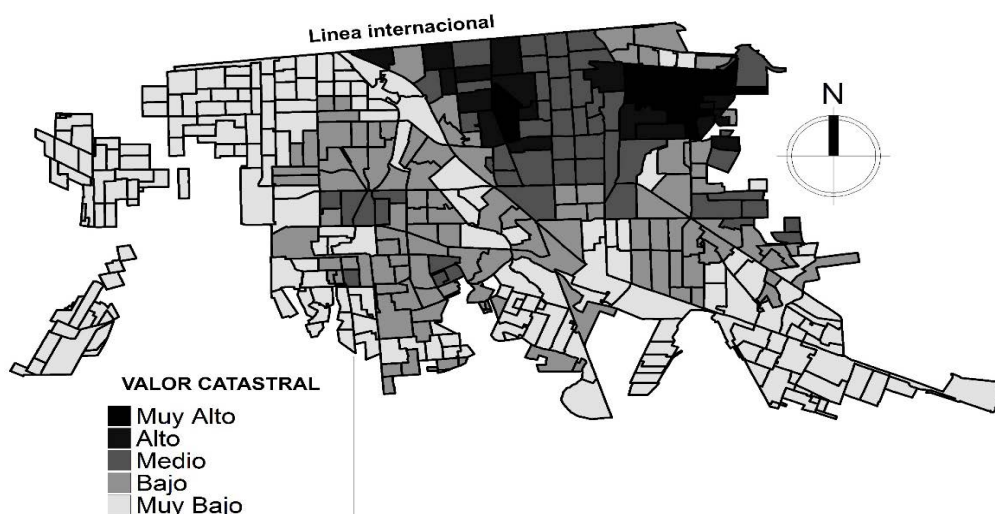 Linea internacional
N
VALOR CATASTRAL
Muy Alto
Alto
Medio
Bajo
Muy Bajo